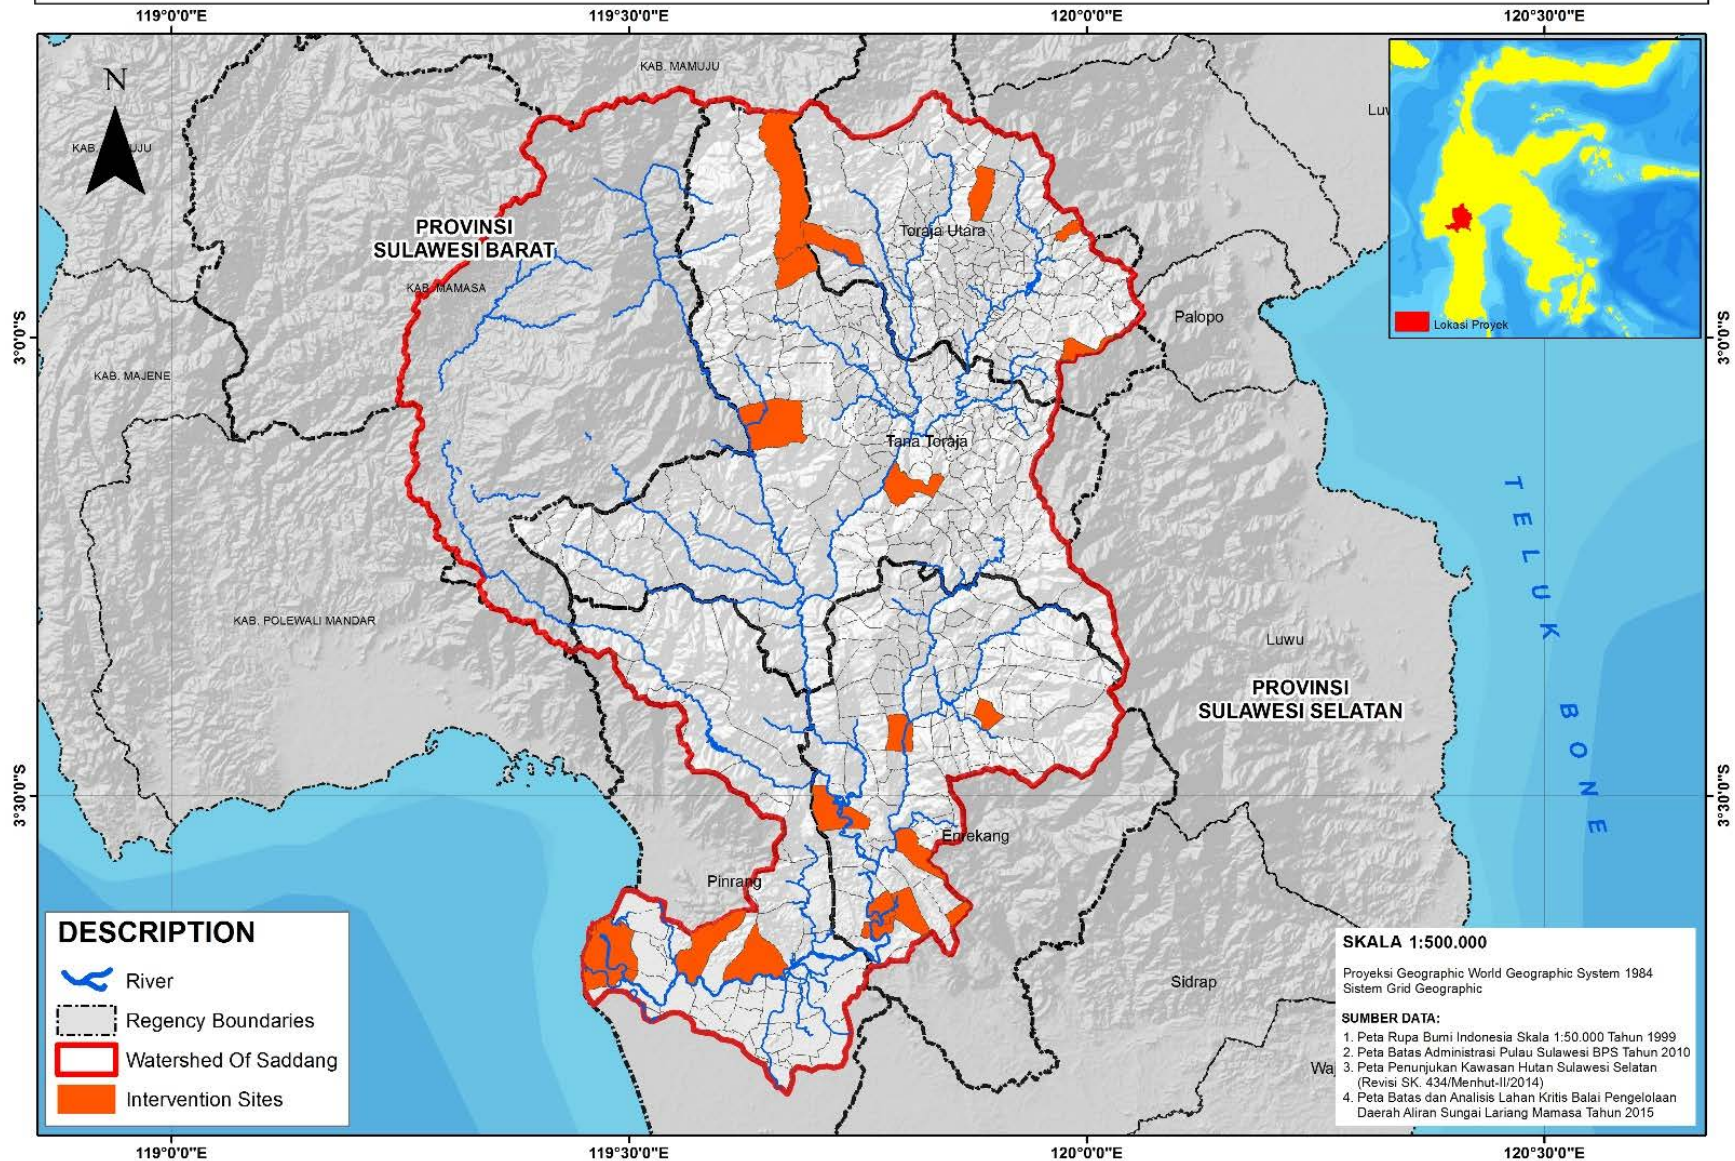 119°0'0"E
119°30'0"E
120°0'0"E
120°30'0"E
N
KAB. MAMUJU
Luw
KAB.
UJU
PROVINSI
SULAWESI BARAT
KAB. MAMASA
Toraja Utara
Lokasi Proyek
Palopo
3°0'0"S
3°0'0"S
KAB. MAJENE
Tana Toraja
TELUK BONE
KAB. POLEWALI MANDAR
Luwu
PROVINSI
SULAWESI SELATAN
3°30'0"S
3°30'0"S
Enrekang
Pinrang
Sidrap
Waj
DESCRIPTION
River
Regency Boundaries
Watershed Of Saddang
Intervention Sites
SKALA 1:500.000
Proyeksi Geographic World Geographic System 1984
Sistem Grid Geographic
SUMBER DATA:
1. Peta Rupa Bumi Indonesia Skala 1:50.000 Tahun 1999
2. Peta Batas Administrasi Pulau Sulawesi BPS Tahun 2010
3. Peta Penunjukan Kawasan Hutan Sulawesi Selatan
(Revisi SK. 434/Menhut-II/2014)
4. Peta Batas dan Analisis Lahan Kritis Balai Pengelolaan
Daerah Aliran Sungai Lariang Mamasa Tahun 2015
119°0'0"E
119°30'0"E
120°0'0"E
120°30'0"E